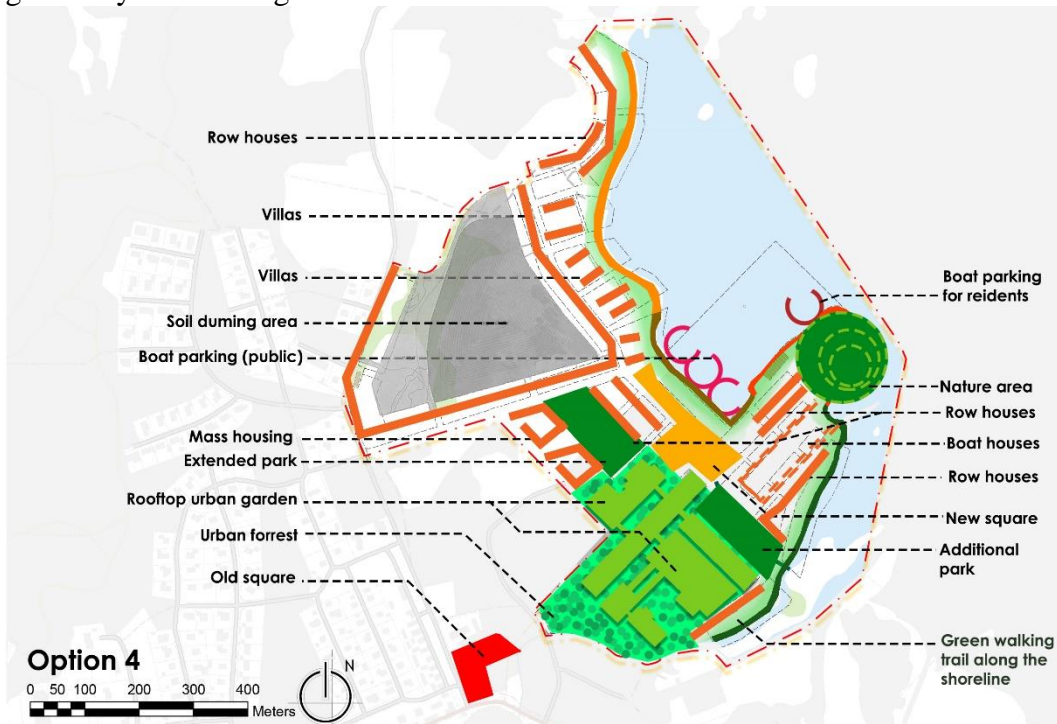 Row houses
Villas
Villas
Soil duming area
Boat parking (public)
Mass housing
Extended park
Rooftop urban garden
Urban forrest
Old square
Boat parking
for reidents
Nature area
Row houses
Boat houses
Row houses
New square
Additional
park
Green walking
trail along the
shoreline
Option 4
0 50 100 200 300 400
Meters
N